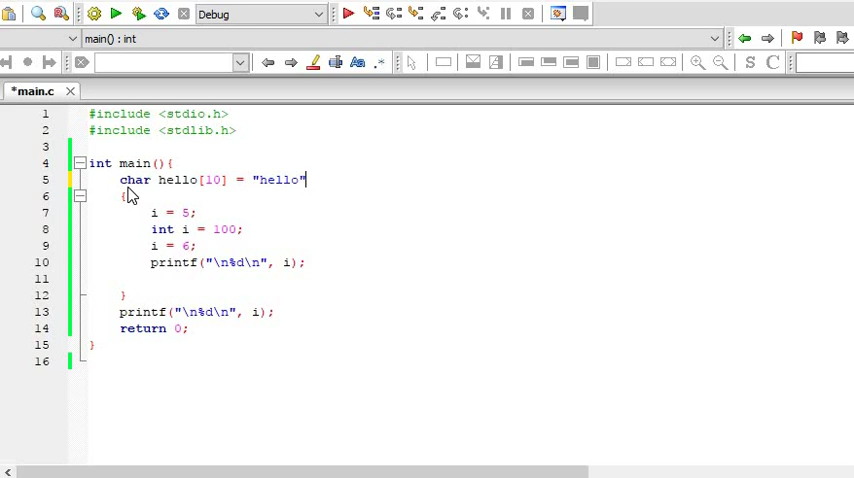 Debug
main() : int
*main.c
1 #include <stdio.h>
2 #include <stdlib.h>
3
4 int main(){
5 char hello[10] = "hello"
6 {
7 i = 5;
8 int i = 100;
9 i = 6;
10 printf("\n%d\n", i);
11
12 }
13 printf("\n%d\n", i);
14 return 0;
15 }
16